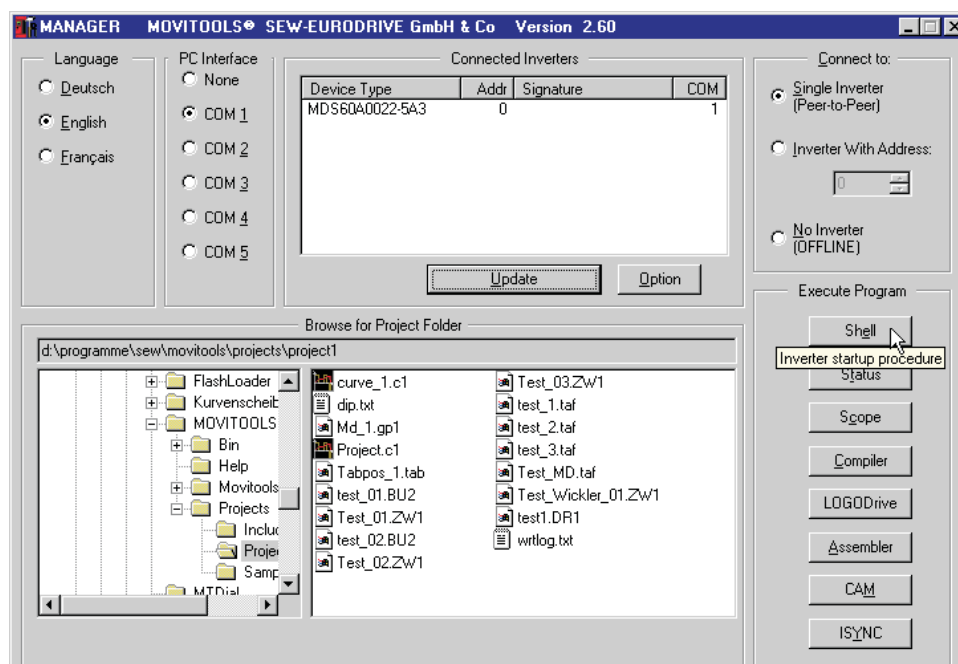 MANAGER MOVITOOLS® SEW-EURODRIVE GmbH & Co Version 2.60
Language
Deutsch
English
Français
PC Interface
None
COM 1
COM 2
COM 3
COM 4
COM 5
Connected Inverters
Device Type Addr Signature COM
MDS60A0022-5A3 0 1
Update
Option
Connect to:
Single Inverter
(Peer-to-Peer)
Inverter With Address:
0
No Inverter
(OFFLINE)
Browse for Project Folder
d:\programme\sew\movitools\projects\project1
FlashLoader
Kurvenscheib
MOVITOOLS
Bin
Help
Movitools
Projects
Includ
Projec
Samp
MTDial
curve_1.c1
dip.txt
Md_1.gp1
Project.c1
Tabpos_1.tab
test_01.BU2
Test_01.ZW1
test_02.BU2
Test_02.ZW1
Test_03.ZW1
test_1.taf
test_2.taf
test_3.taf
Test_MD.taf
Test_Wickler_01.ZW1
test1.DR1
wrtlog.txt
Execute Program
Shell
Inverter startup procedure
Status
Scope
Compiler
LOGODrive
Assembler
CAM
ISYNC